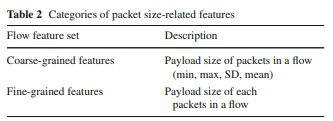 Table 2 Categories of packet size-related features
Flow feature set Description
Coarse-grained features Payload size of packets in a flow
(min, max, SD, mean)
Fine-grained features Payload size of each
packets in a flow